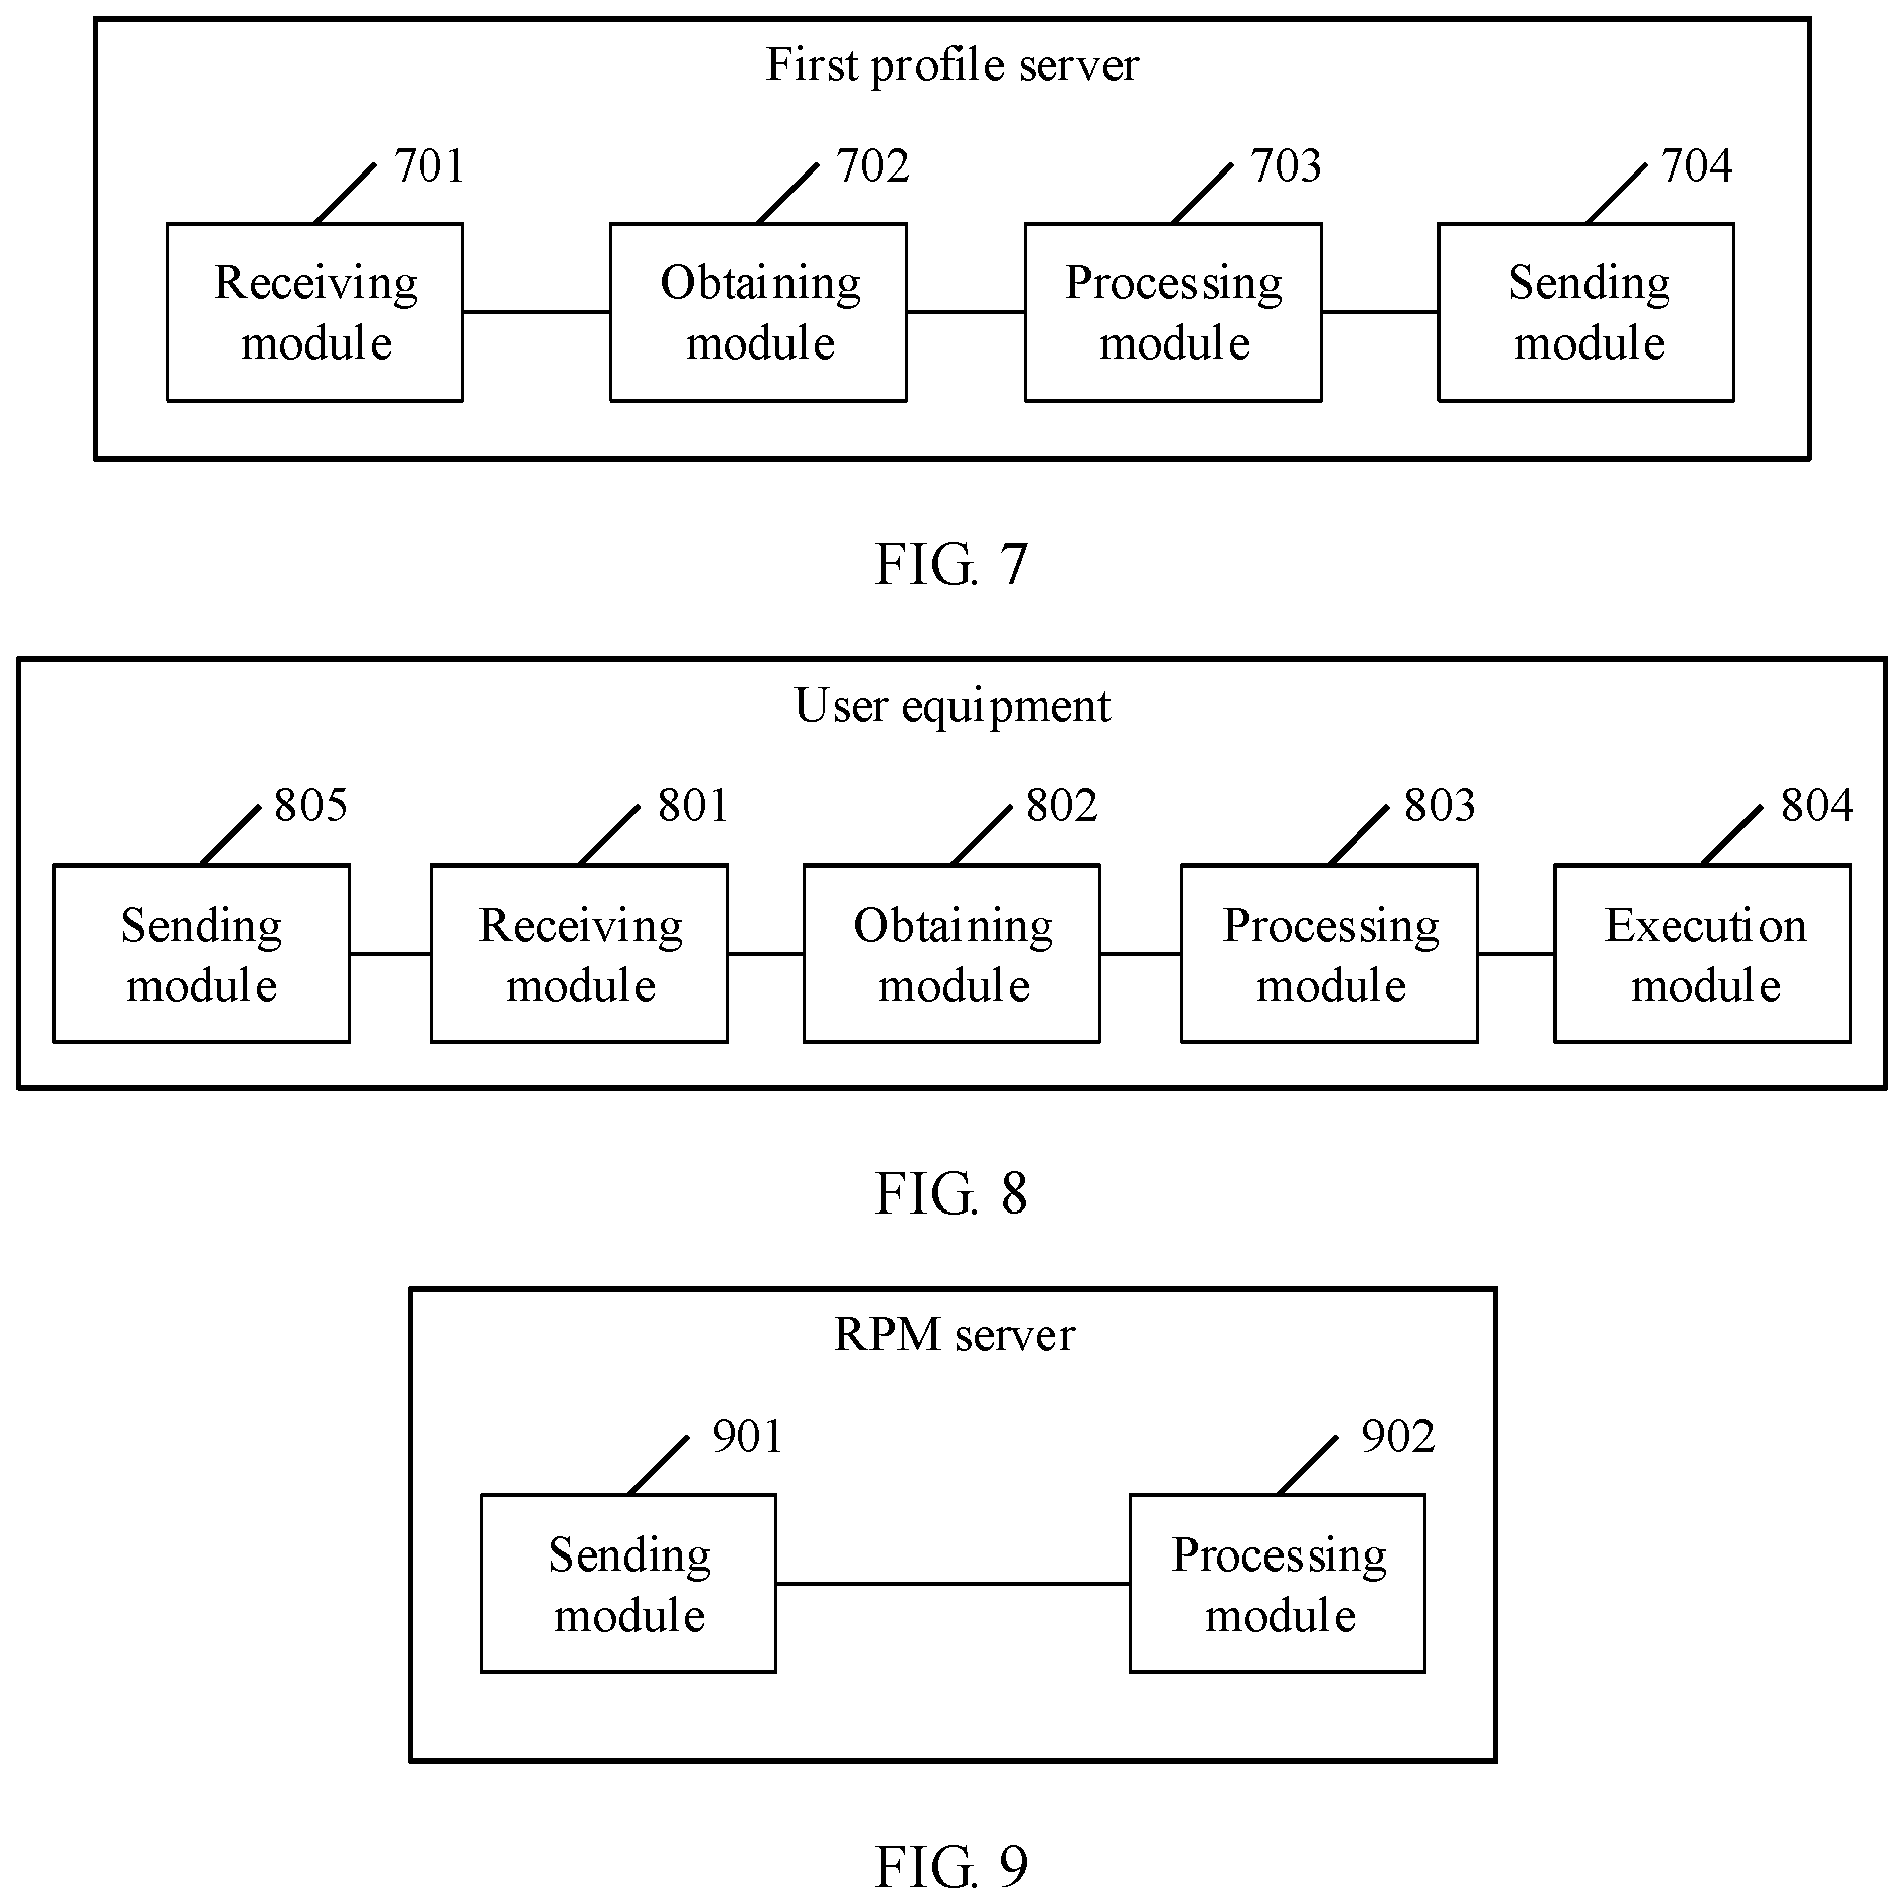 First profile server
701 702 703 704
Receiving module
Obtaining module
Processing module
Sending module
FIG. 7
User equipment
805 801 802 803 804
Sending module
Receiving module
Obtaining module
Processing module
Execution module
FIG. 8
RPM server
901 902
Sending module
Processing module
FIG. 9